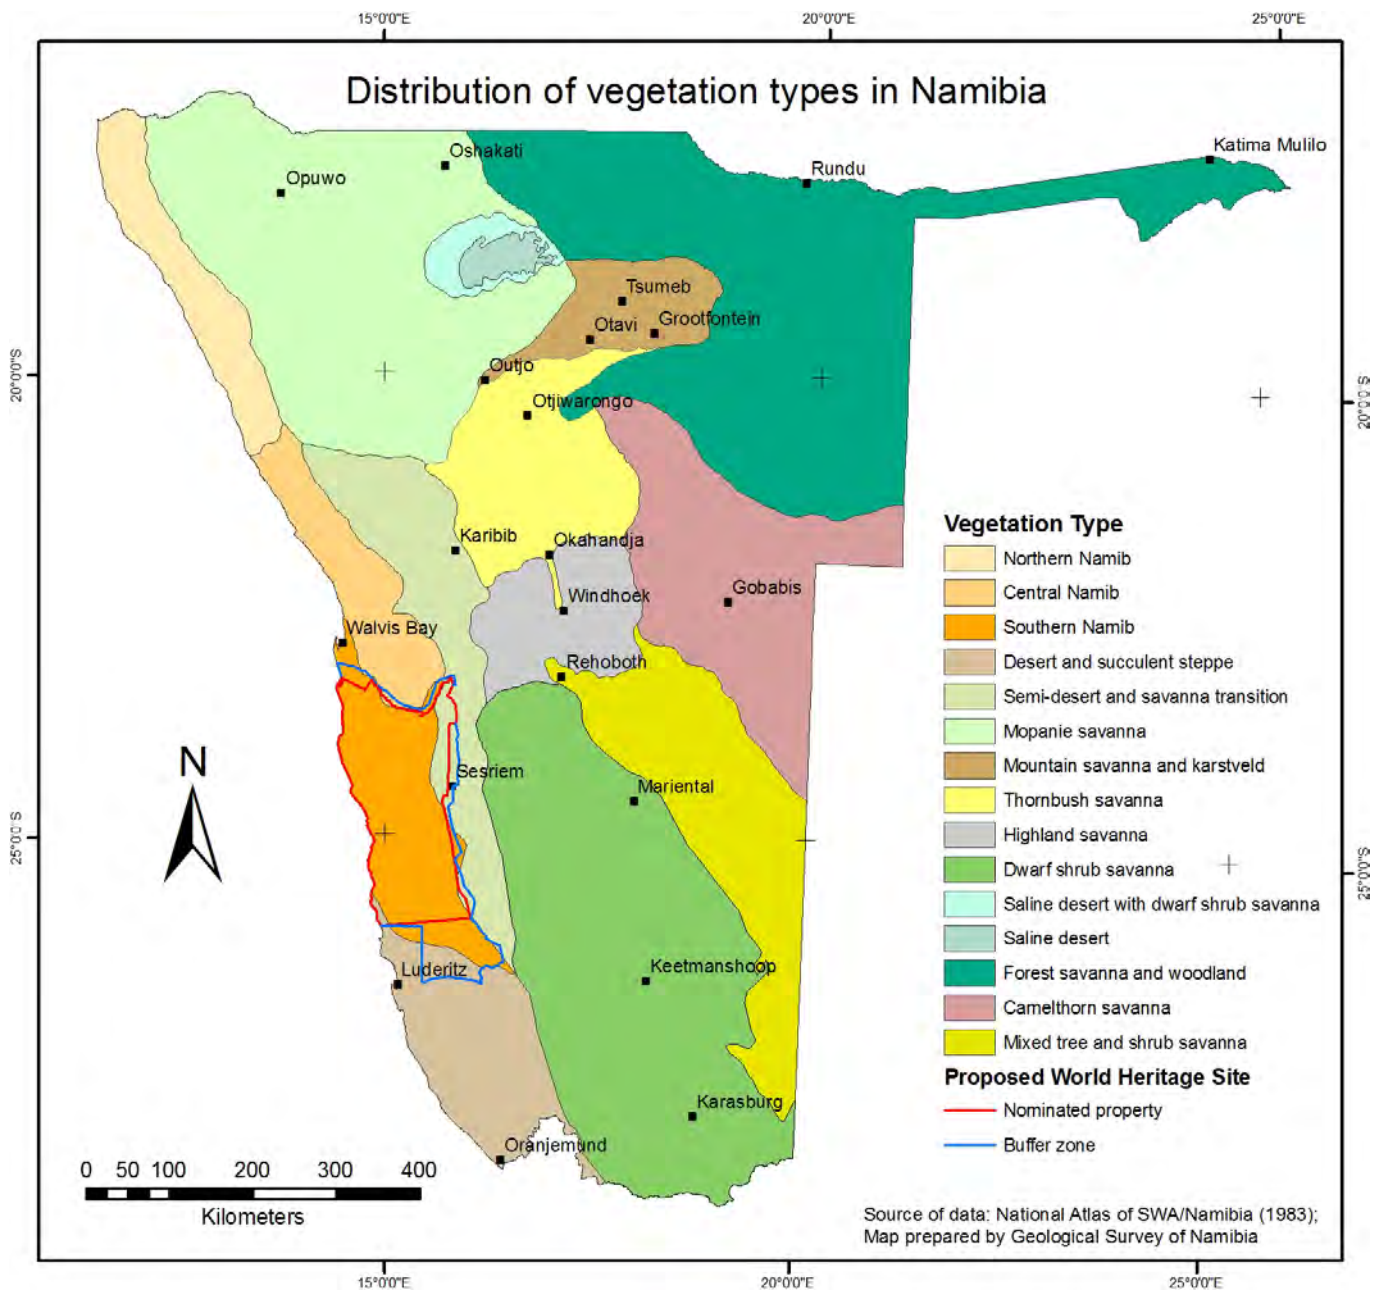 15°0'0"E
20°0'0"E
25°0'0"E
Distribution of vegetation types in Namibia
Katima Mulilo
Oshakati
Rundu
Opuwo
Tsumeb
Grootfontein
Otavi
Outjo
20°0'0"S
20°0'0"S
Otjiwarongo
Karibib
Okahandja
Gobabis
Windhoek
Walvis Bay
Rehoboth
N
Sesriem
Mariental
25°0'0"S
25°0'0"S
Luderitz
Keetmanshoop
Karasburg
Oranjemund
Vegetation Type
Northern Namib
Central Namib
Southern Namib
Desert and succulent steppe
Semi-desert and savanna transition
Mopanie savanna
Mountain savanna and karstveld
Thornbush savanna
Highland savanna
Dwarf shrub savanna
Saline desert with dwarf shrub savanna
Saline desert
Forest savanna and woodland
Camelthorn savanna
Mixed tree and shrub savanna
Proposed World Heritage Site
Nominated property
Buffer zone
0 50 100 200 300 400
Kilometers
Source of data: National Atlas of SWA/Namibia (1983);
Map prepared by Geological Survey of Namibia
15°0'0"E
20°0'0"E
25°0'0"E